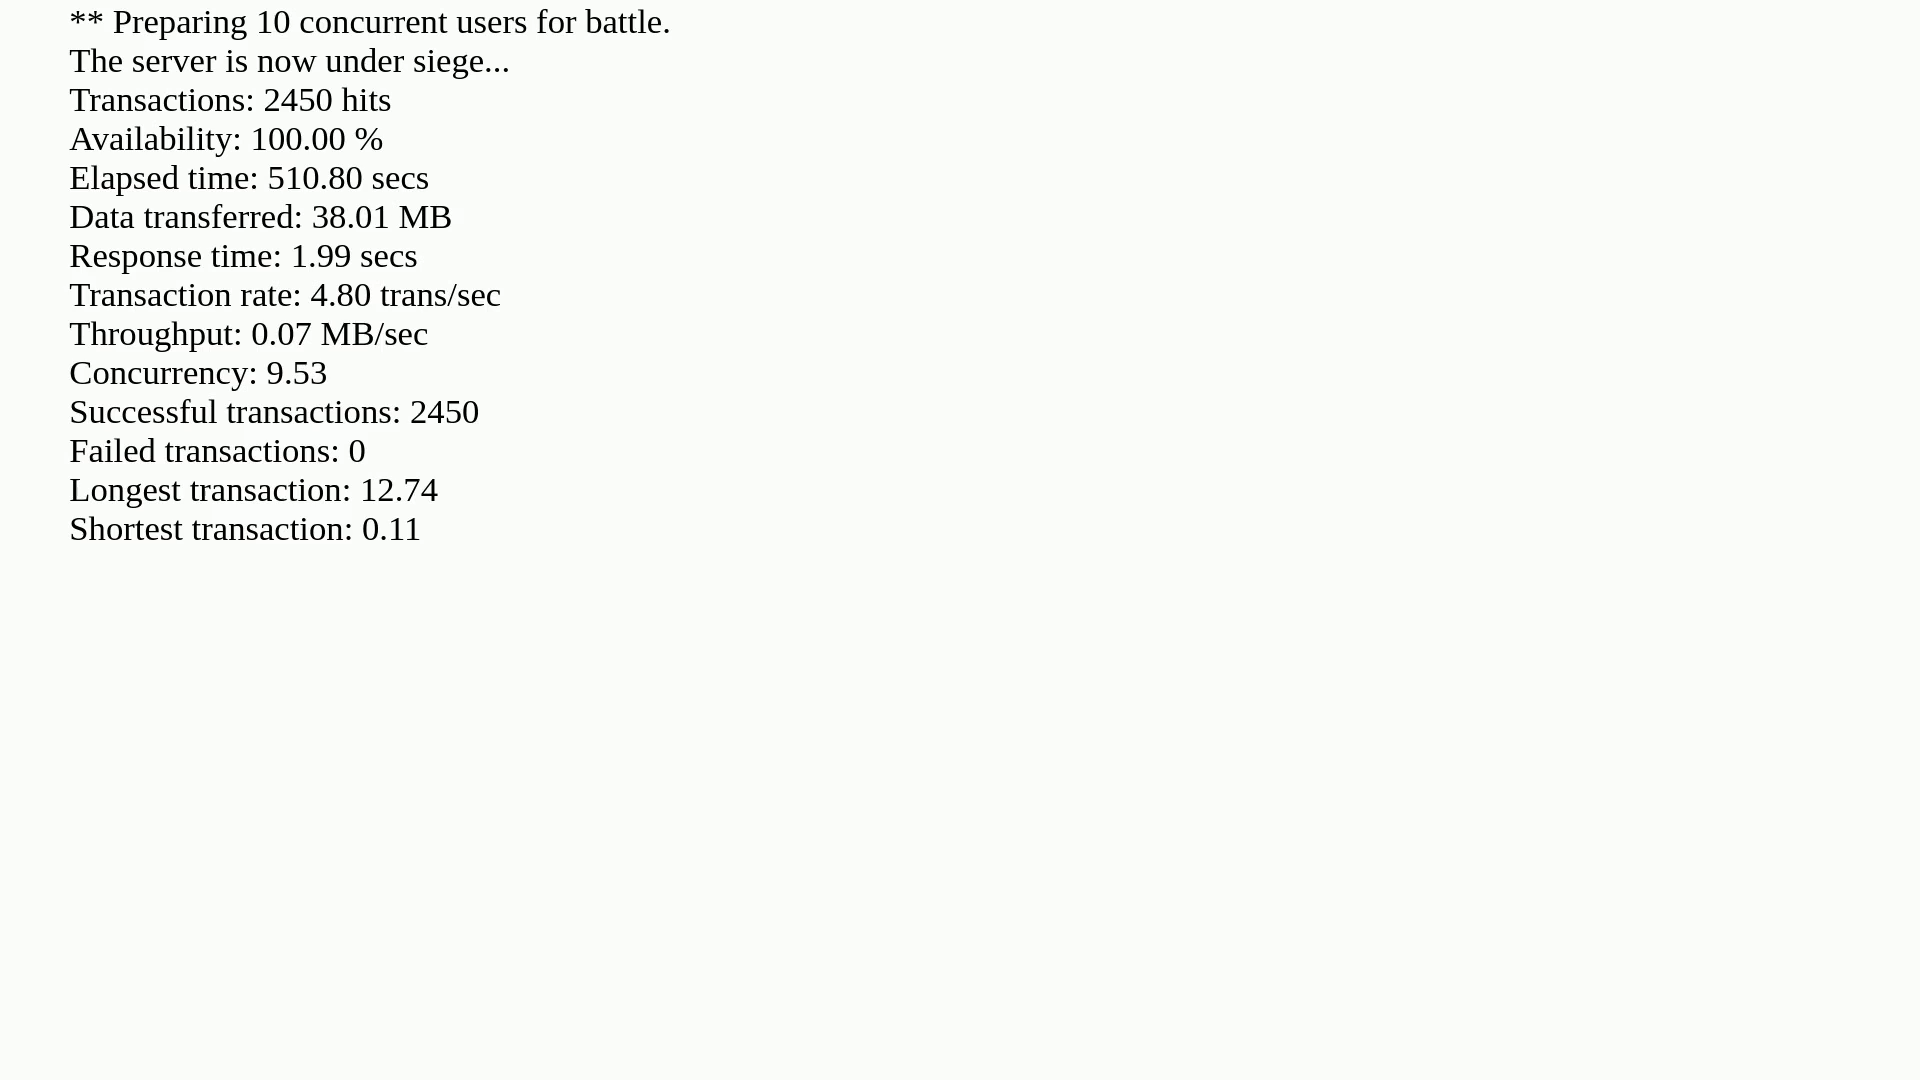 ** Preparing 10 concurrent users for battle.
The server is now under siege...
Transactions: 2450 hits
Availability: 100.00 %
Elapsed time: 510.80 secs
Data transferred: 38.01 MB
Response time: 1.99 secs
Transaction rate: 4.80 trans/sec
Throughput: 0.07 MB/sec
Concurrency: 9.53
Successful transactions: 2450
Failed transactions: 0
Longest transaction: 12.74
Shortest transaction: 0.11